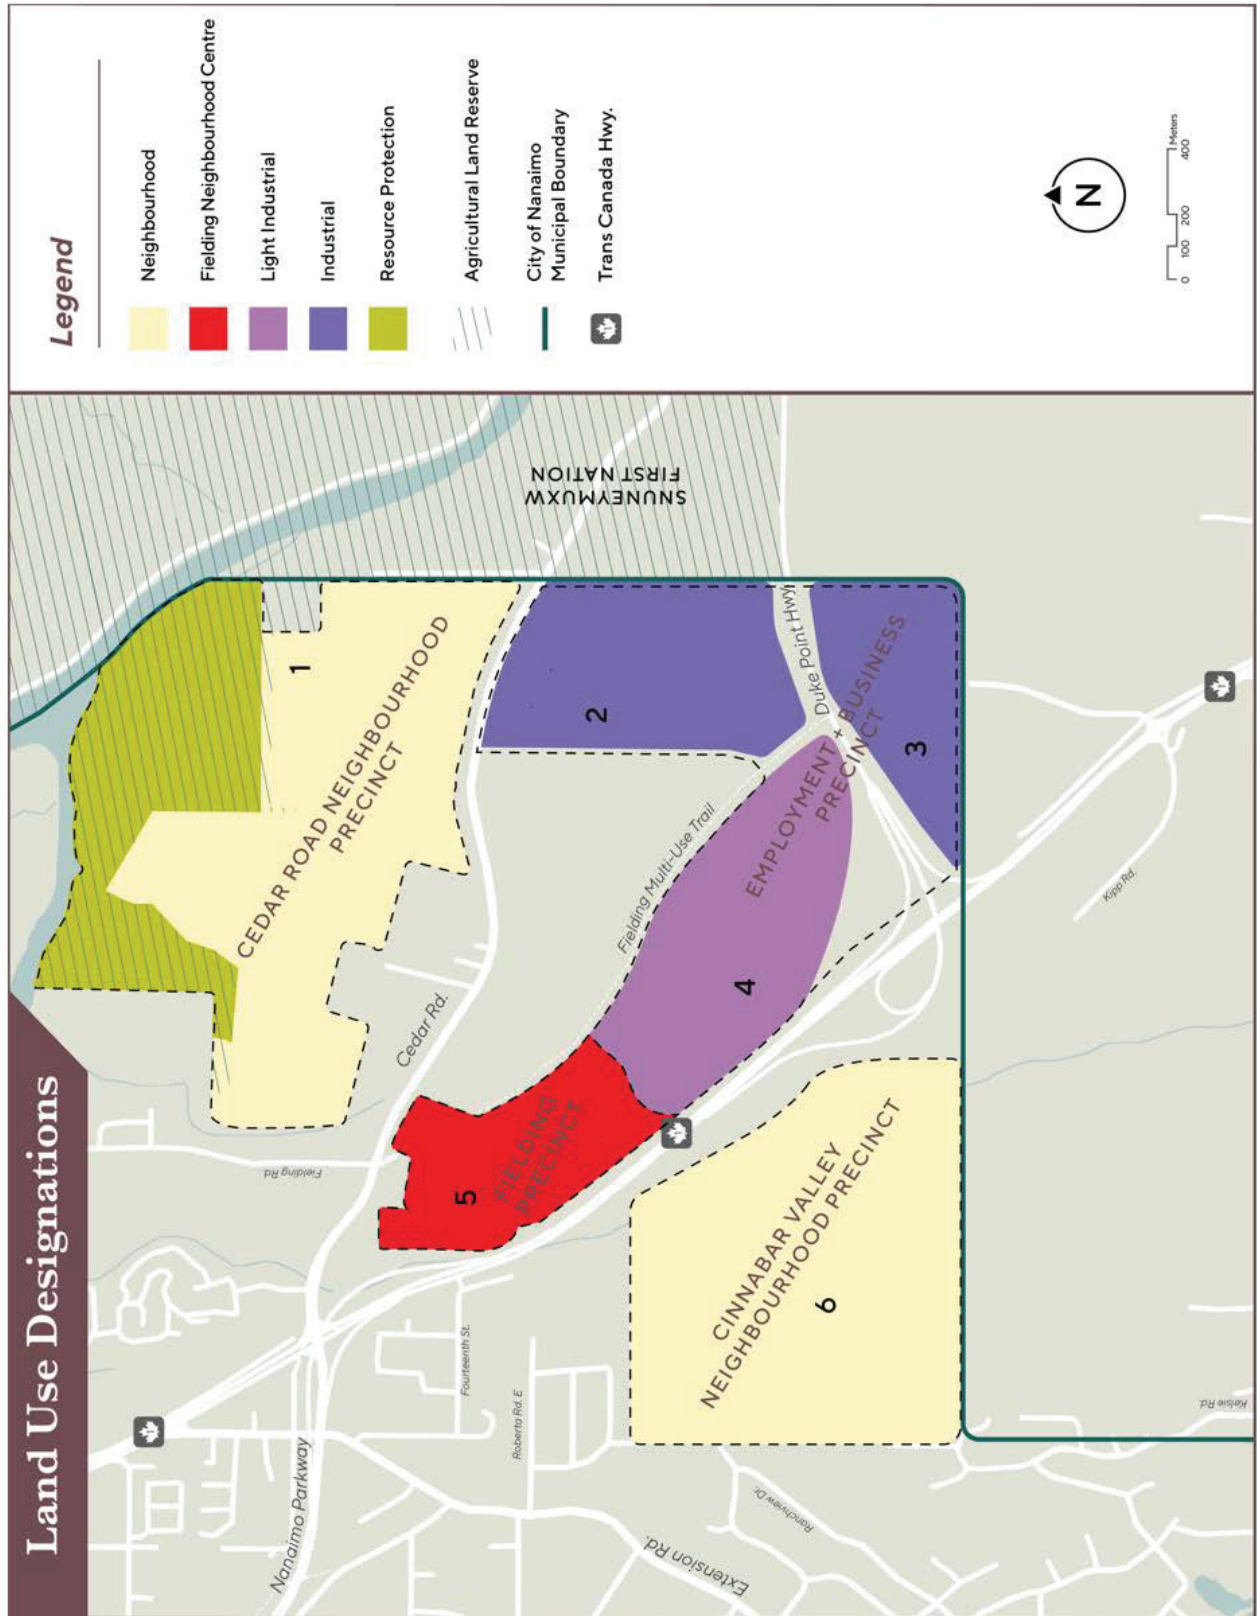 Land Use Designations
Legend
Neighbourhood
Fielding Neighbourhood Centre
Light Industrial
Industrial
Resource Protection
Agricultural Land Reserve
City of Nanaimo
Municipal Boundary
Trans Canada Hwy.
N
0 100 200 400
Meters
SNUNEYMUXW
FIRST NATION
1
CEDAR ROAD NEIGHBOURHOOD
PRECINCT
2
Duke Point Hwy
EMPLOYMENT + BUSINESS
PRECINCT
3
4
Fielding Multi-Use Trail
Cedar Rd.
Fielding Rd.
FIELDING
PRECINCT
5
CINNABAR VALLEY
NEIGHBOURHOOD PRECINCT
6
Kipp Rd.
Kelsie Rd.
Fourteenth St.
Roberta Rd. E
Nanaimo Parkway
Extension Rd.
Ranchview Dr.